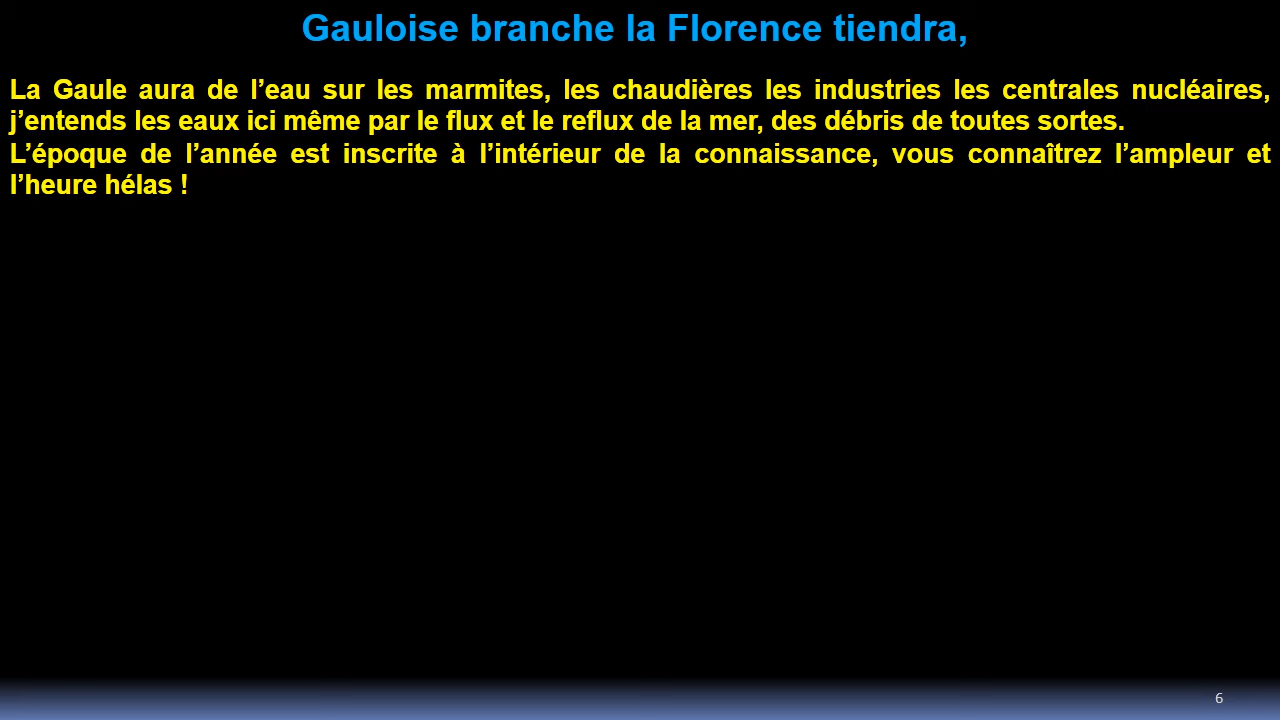 Gauloise branche la Florence tiendra,
La Gaule aura de l’eau sur les marmites, les chaudières les industries les centrales nucléaires,
j’entends les eaux ici même par le flux et le reflux de la mer, des débris de toutes sortes.
L’époque de l’année est inscrite à l’intérieur de la connaissance, vous connaîtrez l’ampleur et
l’heure hélas !
6